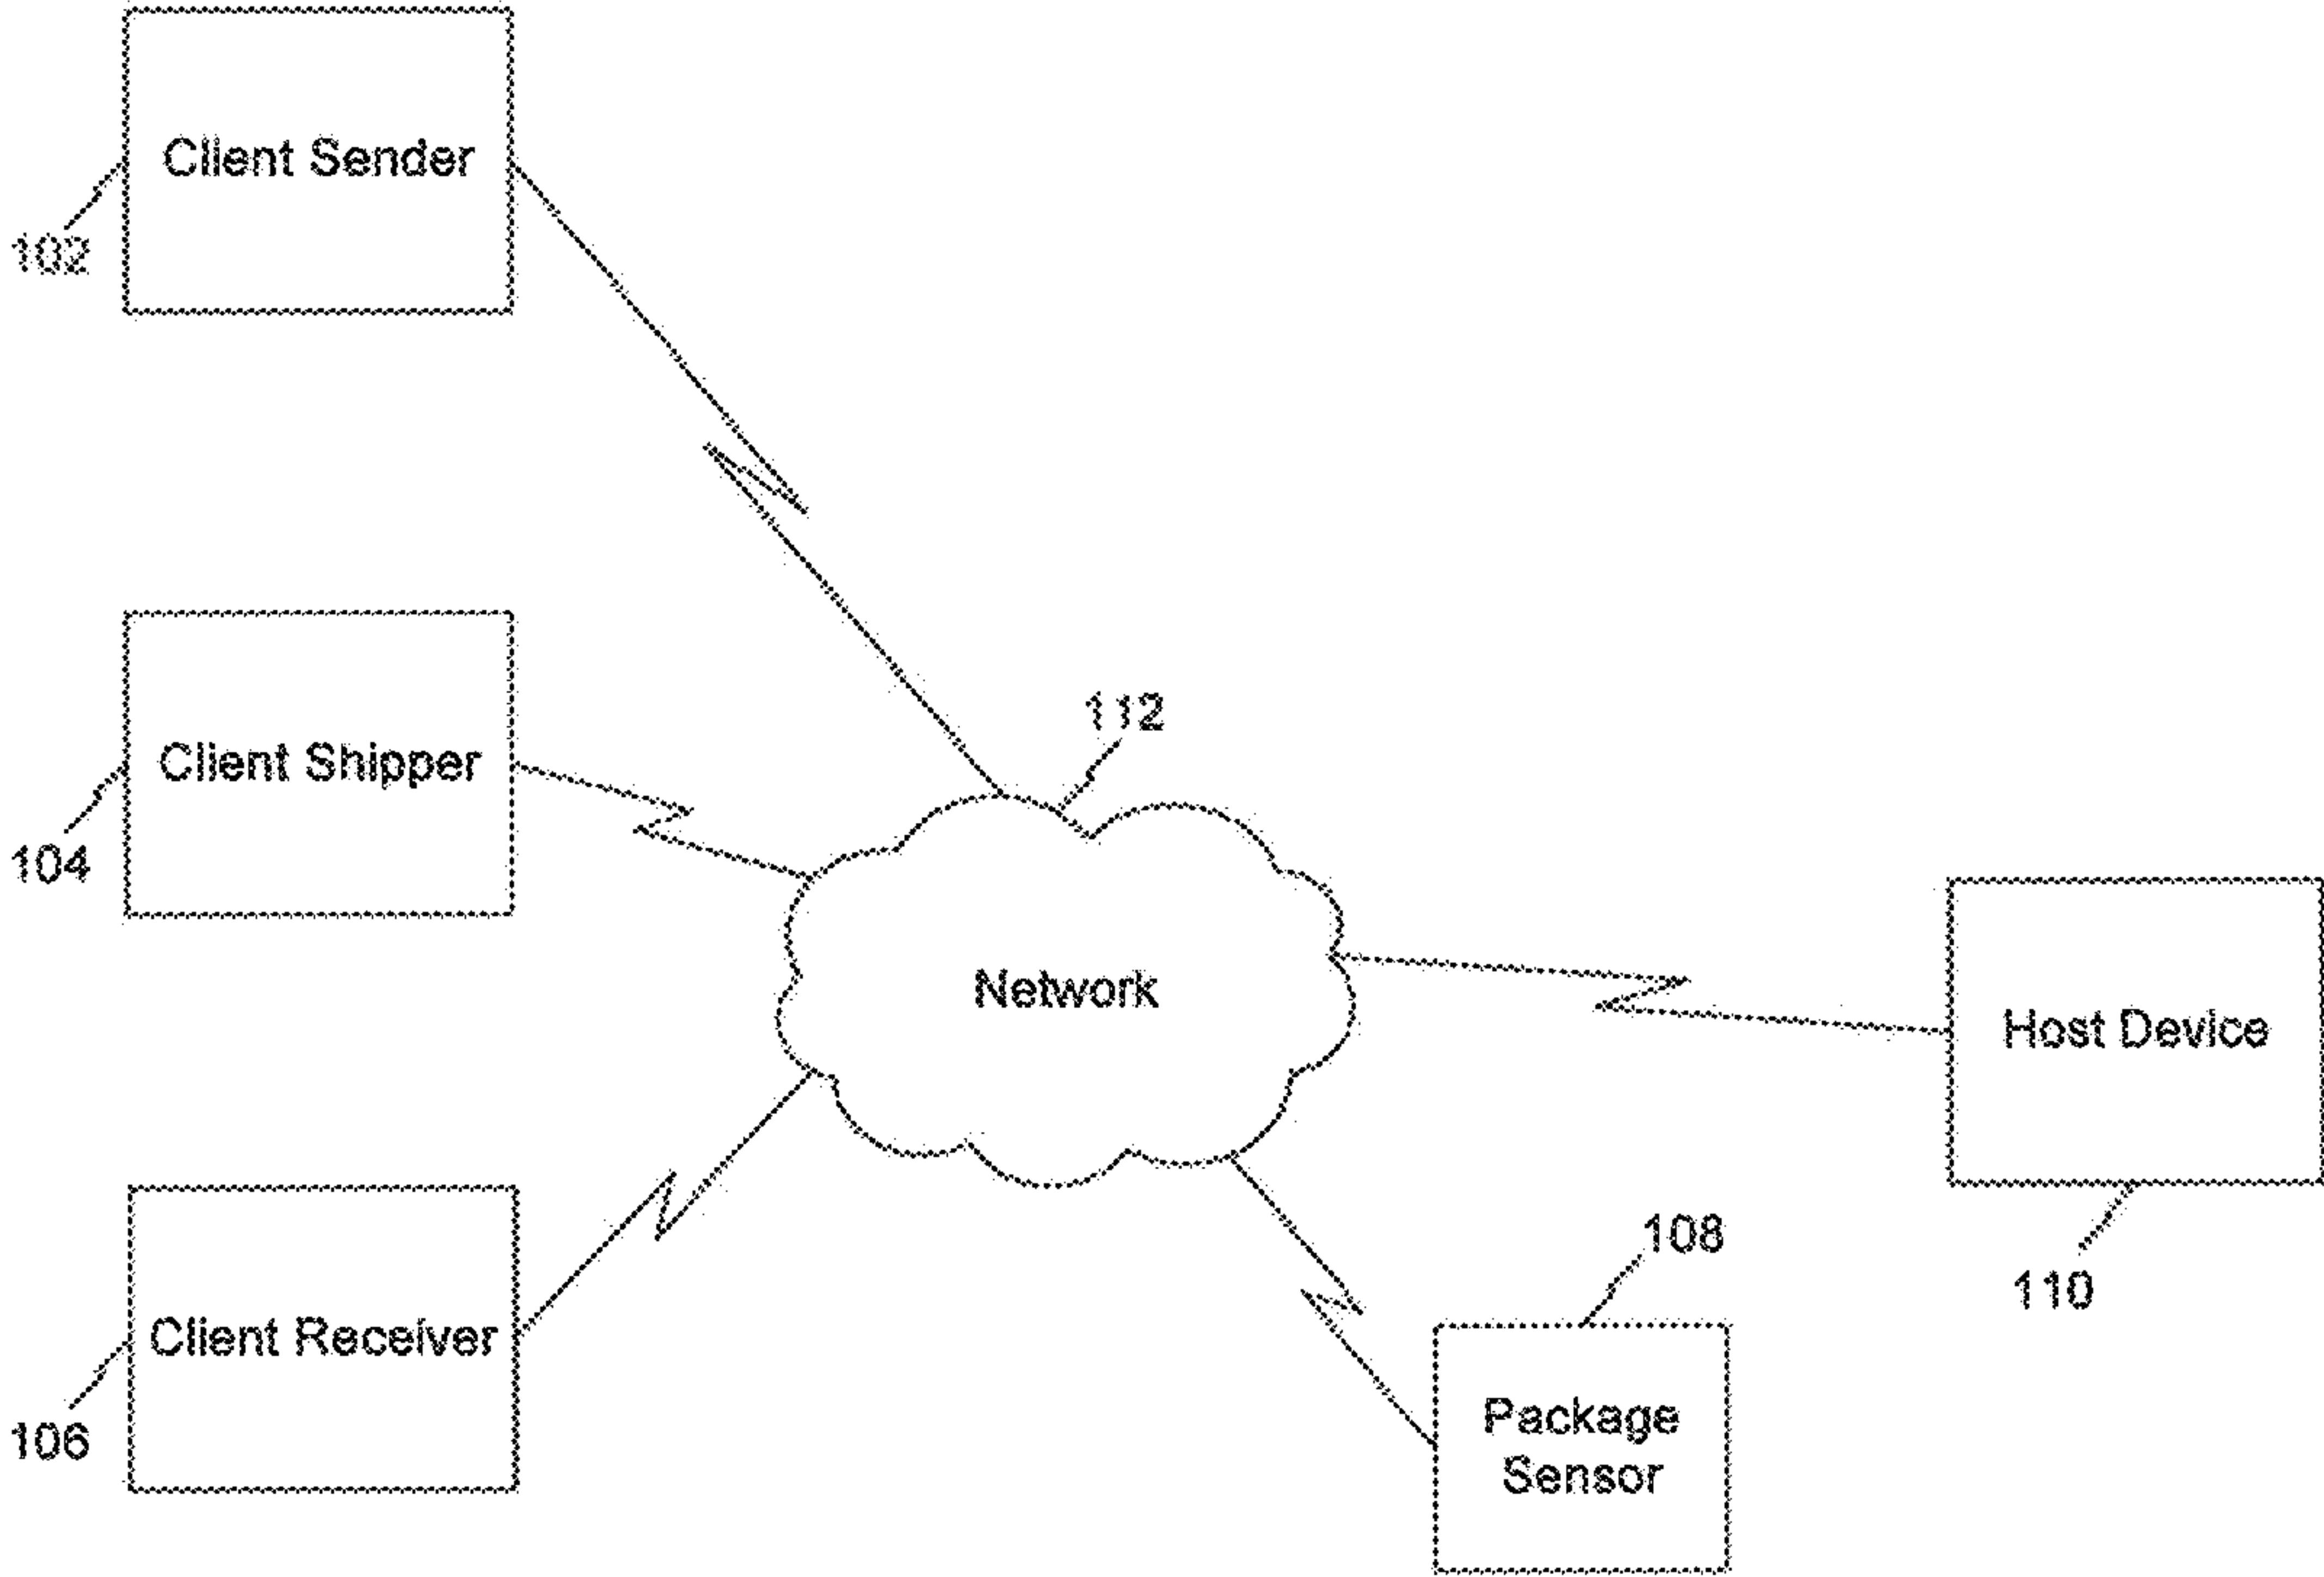 Client Sender
102
112
Client Shipper
104
Network
Host Device
108
110
Client Receiver
106
Package
Sensor